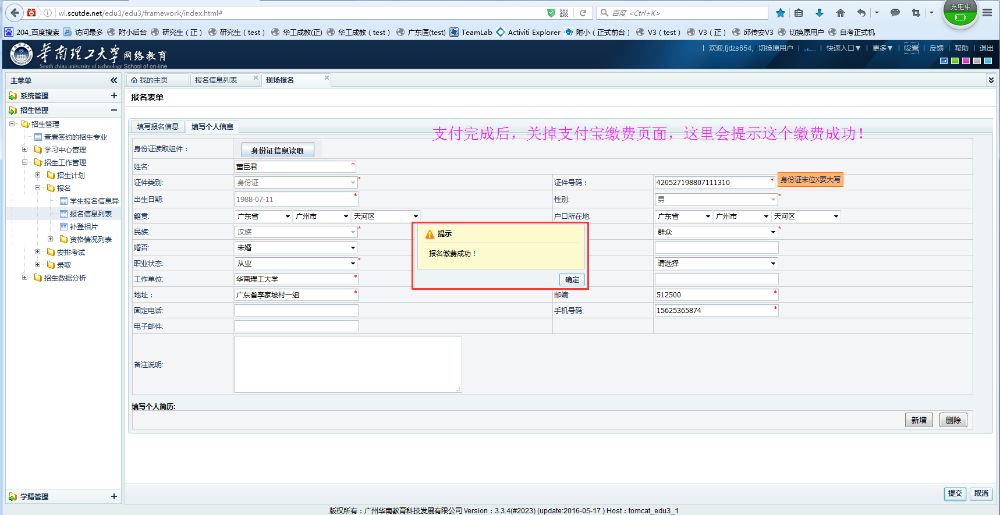 wl.scutde.net/edu3/edu3/framework/index.html#
百度 <Ctrl+K>
充电中
204_百度搜索 访问最多 附小后台 研究生（正） 研究生（test） 华工成教(正) 华工成教（test） 广东医(test) TeamLab Activiti Explorer 附小（正式前台） V3（test） V3（正） 邱传安V3 切换原用户 自考正式机
华南理工大学 网络教育
South china university of technology School of on-line
欢迎,fjdzs654, 切换原用户 快速入口▼ 更多▼ 设置 反馈 帮助 退出
主菜单
我的主页 报名信息列表 现场报名
系统管理
招生管理
招生管理
查看签约的招生专业
学习中心管理
招生工作管理
招生计划
报名
学生报名信息异
报名信息列表
补登相片
资格情况列表
安排考试
录取
招生数据分析
学籍管理
报名表单
填写报名信息 填写个人信息
支付完成后，关掉支付宝缴费页面，这里会提示这个缴费成功！
身份证读取组件： 身份证信息读取
姓名: 董臣君 *
证件类别: 身份证 * 证件号码： 420527198807111310 * 身份证末位X要大写
出生日期: 1988-07-11 * 性别: 男 *
籍贯: 广东省 广州市 天河区 户口所在地: 广东省 广州市 天河区
民族: 汉族 * 群众 *
婚否: 未婚
职业状态: 从业 * 请选择
工作单位: 华南理工大学 *
地址： 广东省李家坡村一组 * 邮编: 512500 *
固定电话: 手机号码: 15625365874 *
电子邮件:
备注说明:
提示
报名缴费成功！
确定
填写个人简历:
新增 删除
提交 取消
版权所有：广州华南教育科技发展有限公司 Version：3.3.4(#2023) (update:2016-05-17 ) Host：tomcat_edu3_1